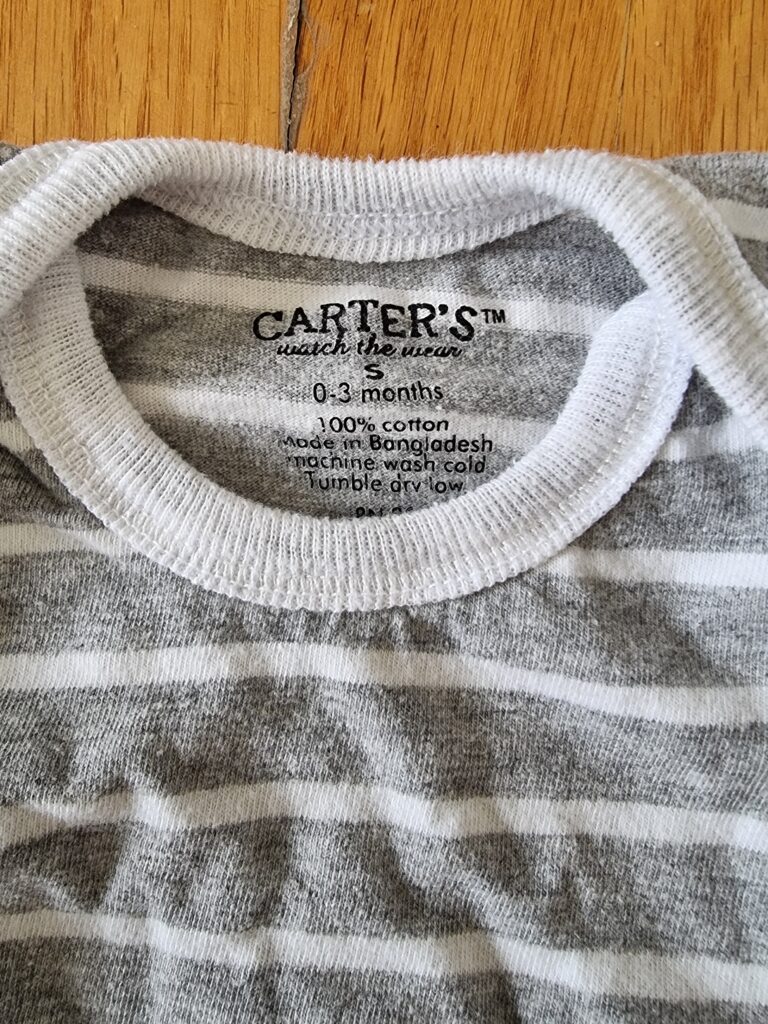 CARTER'S™
watch the wear
S
0-3 months
100% cotton
Made in Bangladesh
machine wash cold
Tumble dry low